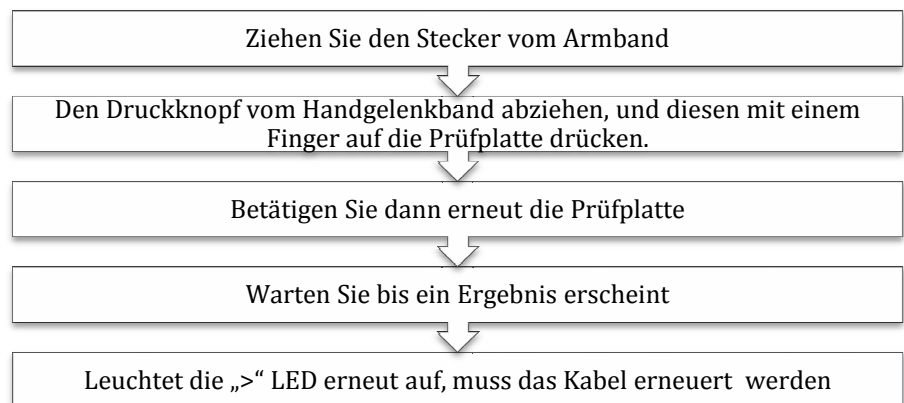 Ziehen Sie den Stecker vom Armband
Den Druckknopf vom Handgelenkband abziehen, und diesen mit einem
Finger auf die Prüfplatte drücken.
Betätigen Sie dann erneut die Prüfplatte
Warten Sie bis ein Ergebnis erscheint
Leuchtet die „>“ LED erneut auf, muss das Kabel erneuert  werden